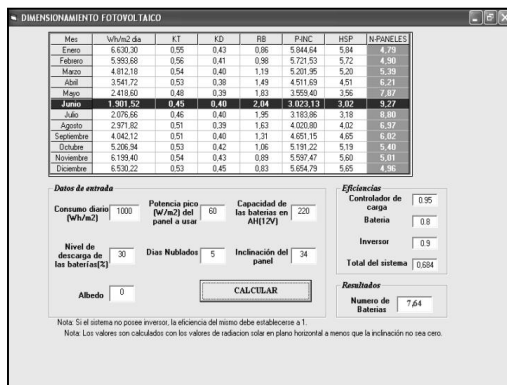 DIMENSIONAMIENTO FOTOVOLTAICO
Mes Wh/m2 dia KT KD RB P-INC HSP N-PANELES
Enero 6.630,30 0,55 0,43 0,86 5.844,64 5,84 4,79
Febrero 5.993,68 0,56 0,41 0,98 5.721,53 5,72 4,90
Marzo 4.812,18 0,54 0,40 1,19 5.201,95 5,20 5,39
Abril 3.541,72 0,53 0,38 1,49 4.511,69 4,51 6,21
Mayo 2.418,60 0,48 0,39 1,83 3.559,40 3,56 7,87
Junio 1.901,52 0,45 0,40 2,04 3.023,13 3,02 9,27
Julio 2.076,66 0,46 0,40 1,95 3.183,86 3,18 8,80
Agosto 2.971,82 0,51 0,39 1,63 4.020,80 4,02 6,97
Septiembre 4.042,12 0,51 0,40 1,31 4.651,15 4,65 6,02
Octubre 5.206,94 0,53 0,42 1,06 5.191,22 5,19 5,40
Noviembre 6.199,40 0,54 0,43 0,89 5.597,47 5,60 5,01
Diciembre 6.530,22 0,53 0,45 0,83 5.654,79 5,65 4,96
Datos de entrada
Consumo diario (Wh/m2) 1000
Potencia pico (W/m2) del panel a usar 60
Capacidad de las baterias en AH(12V) 220
Nivel de descarga de las baterías(%) 30
Dias Nublados 5
Inclinación del panel 34
Albedo 0
CALCULAR
Eficiencias
Controlador de carga 0.95
Bateria 0.8
Inversor 0.9
Total del sistema 0,684
Resultados
Numero de Baterias 7,64
Nota: Si el sistema no posee inversor, la eficiencia del mismo debe establecerse a 1.
Nota: Los valores son calculados con los valores de radiacion solar en plano horizontal a menos que la inclinación no sea cero.